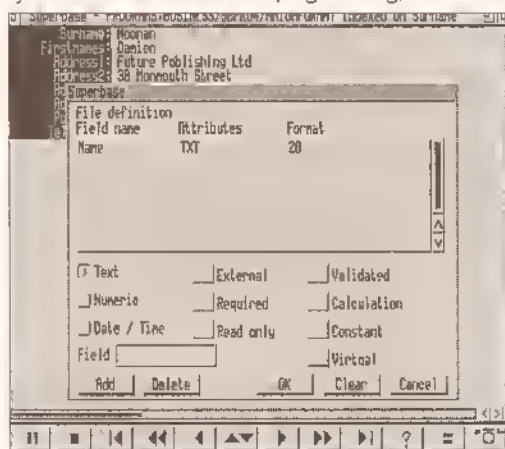 Superbase
Surname: Noonan
Firstnames: Damien
Address1: Future Publishing Ltd
Address2: 30 Monmouth Street
Superbase
File definition
Field name Attributes Format
Name TXT 20
Text External Validated
Numeric Required Calculation
Date / Time Read only Constant
Field Virtual
Add Delete OK Clear Cancel